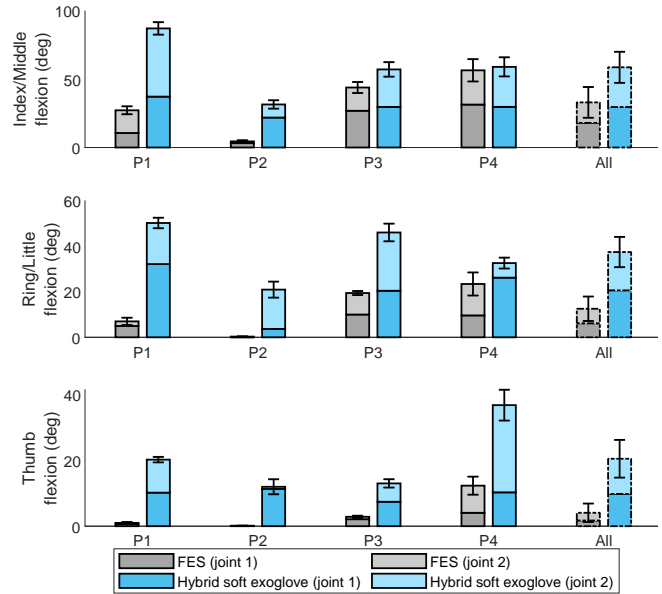 100
50
0
Index/Middle
flexion (deg)
P1 P2 P3 P4 All
60
40
20
0
Ring/Little
flexion (deg)
P1 P2 P3 P4 All
40
20
0
Thumb
flexion (deg)
P1 P2 P3 P4 All
FES (joint 1) FES (joint 2)
Hybrid soft exoglove (joint 1) Hybrid soft exoglove (joint 2)